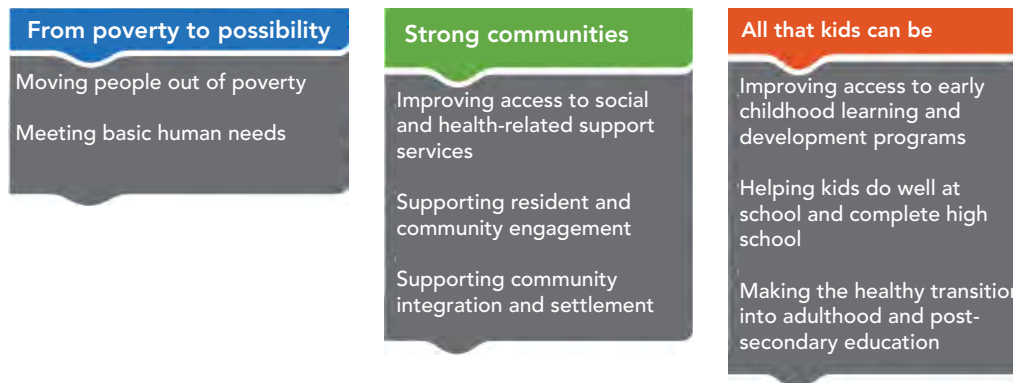 From poverty to possibility
Moving people out of poverty
Meeting basic human needs
Strong communities
Improving access to social
and health-related support
services
Supporting resident and
community engagement
Supporting community
integration and settlement
All that kids can be
Improving access to early
childhood learning and
development programs
Helping kids do well at
school and complete high
school
Making the healthy transition
into adulthood and post-
secondary education